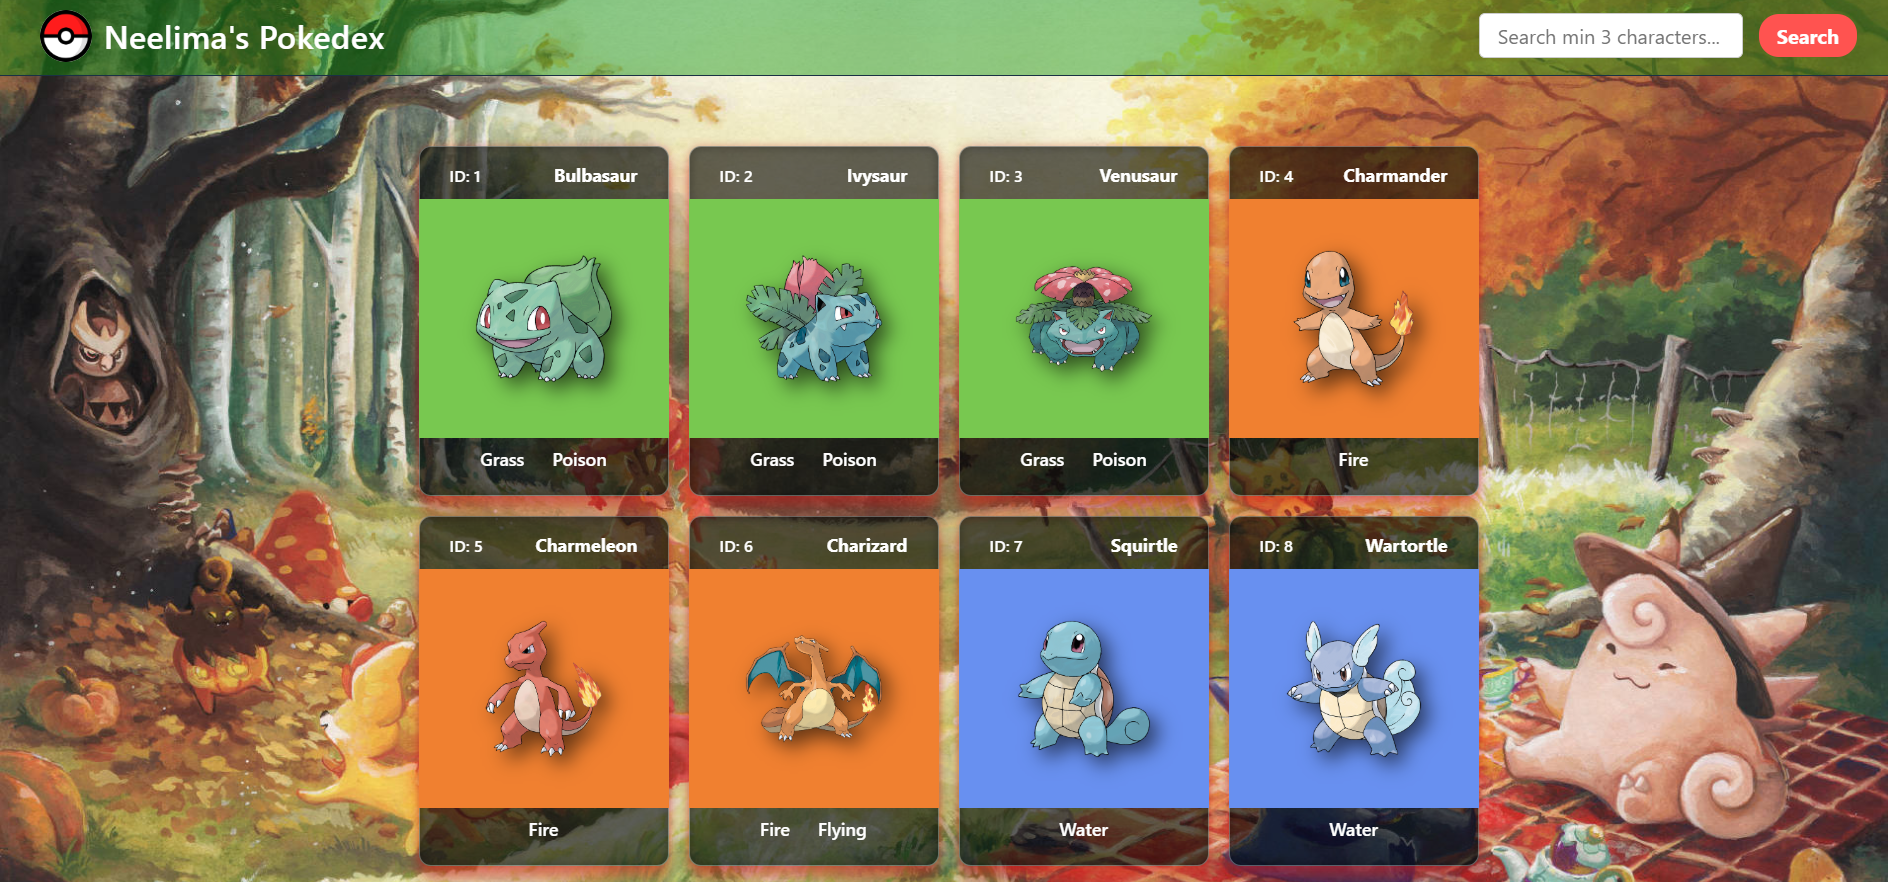 Neelima's Pokedex
Search min 3 characters...
Search
ID: 1 Bulbasaur
Grass Poison
ID: 2 Ivysaur
Grass Poison
ID: 3 Venusaur
Grass Poison
ID: 4 Charmander
Fire
ID: 5 Charmeleon
Fire
ID: 6 Charizard
Fire Flying
ID: 7 Squirtle
Water
ID: 8 Wartortle
Water